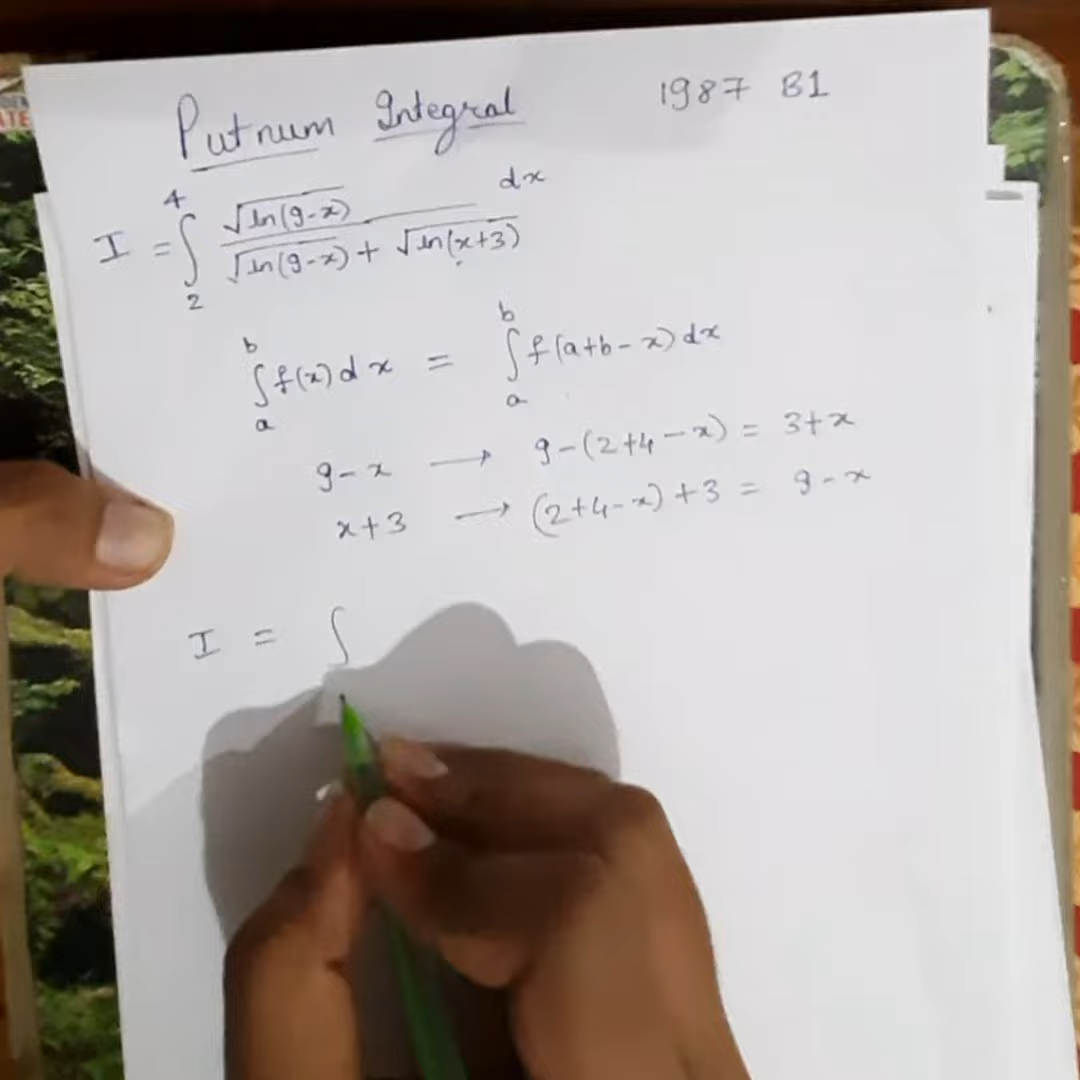 Putnum Integral 1987 B1
I = ∫₂⁴ √ln(9-x) / (√ln(9-x) + √ln(x+3)) dx
∫ₐᵇ f(x) dx = ∫ₐᵇ f(a+b-x) dx
9-x → 9-(2+4-x) = 3+x
x+3 → (2+4-x)+3 = 9-x
I = ∫